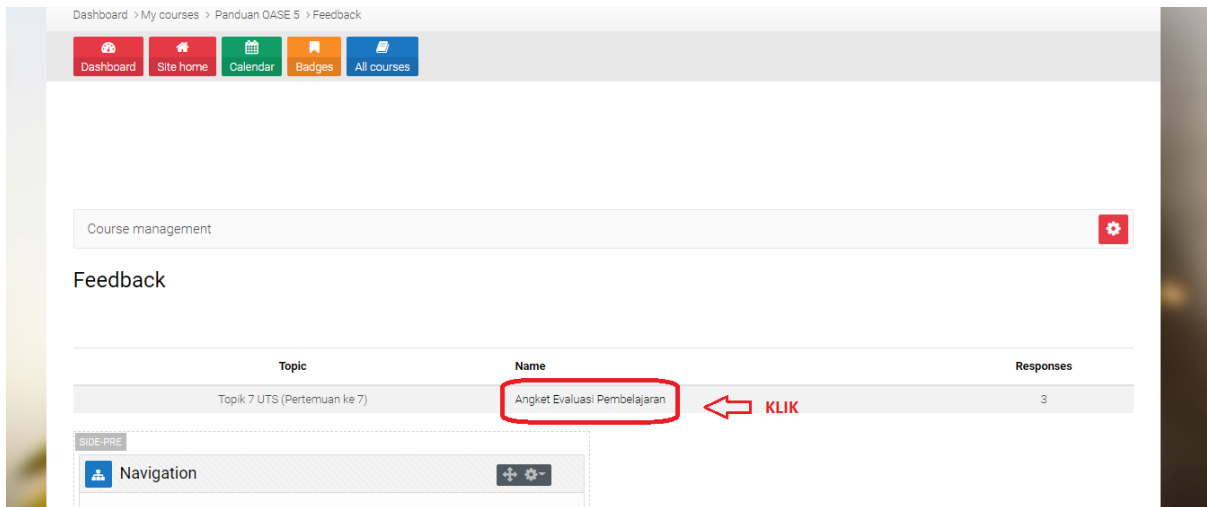 Dashboard > My courses > Panduan OASE 5 > Feedback
Dashboard Site home Calendar Badges All courses
Course management
Feedback
Topic Name Responses
Topik 7 UTS (Pertemuan ke 7) Angket Evaluasi Pembelajaran KLIK 3
SIDE-PRE
Navigation